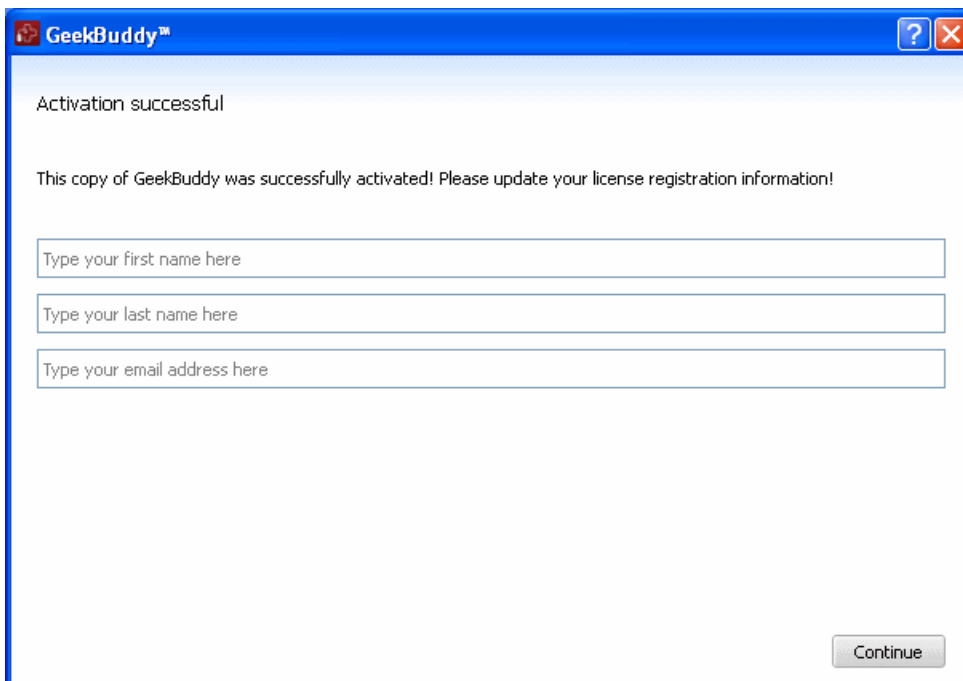 GeekBuddy™
Activation successful
This copy of GeekBuddy was successfully activated! Please update your license registration information!
Type your first name here
Type your last name here
Type your email address here
Continue